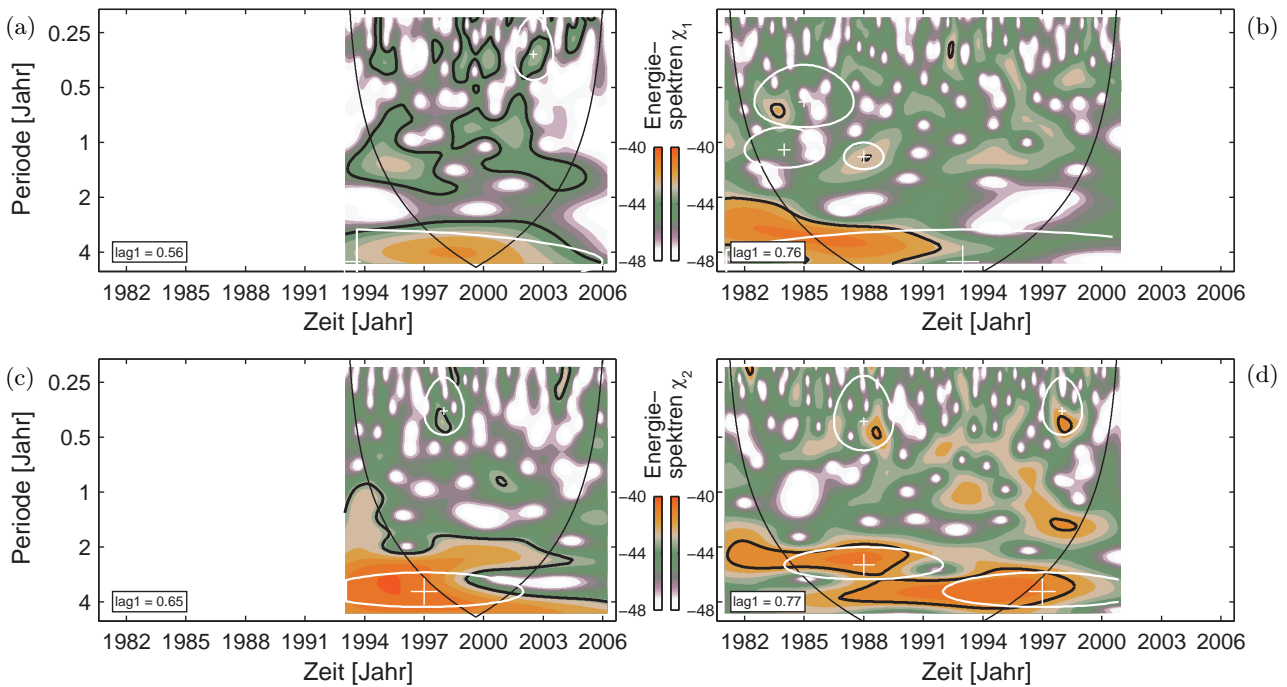 (a)
0.25
0.5
1
2
4
Periode [Jahr]
lag1 = 0.56
1982 1985 1988 1991 1994 1997 2000 2003 2006
Zeit [Jahr]
Energie-
spektren χ1
-40
-44
-48
(b)
lag1 = 0.76
1982 1985 1988 1991 1994 1997 2000 2003 2006
Zeit [Jahr]
(c)
0.25
0.5
1
2
4
Periode [Jahr]
lag1 = 0.65
1982 1985 1988 1991 1994 1997 2000 2003 2006
Zeit [Jahr]
Energie-
spektren χ2
-40
-44
-48
(d)
lag1 = 0.77
1982 1985 1988 1991 1994 1997 2000 2003 2006
Zeit [Jahr]